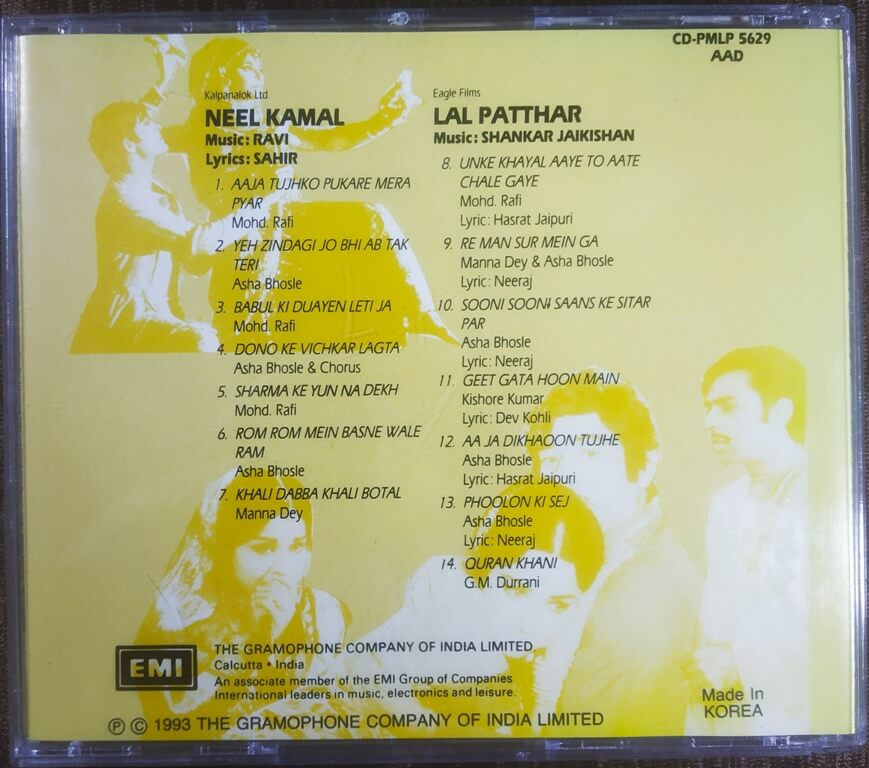 CD-PMLP 5629
AAD
Kalpanalok Ltd.
NEEL KAMAL
Music: RAVI
Lyrics: SAHIR
1. AAJA TUJHKO PUKARE MERA
PYAR
Mohd. Rafi
2. YEH ZINDAGI JO BHI AB TAK
TERI
Asha Bhosle
3. BABUL KI DUAYEN LETI JA
Mohd. Rafi
4. DONO KE VICHKAR LAGTA
Asha Bhosle & Chorus
5. SHARMA KE YUN NA DEKH
Mohd. Rafi
6. ROM ROM MEIN BASNE WALE
RAM
Asha Bhosle
7. KHALI DABBA KHALI BOTAL
Manna Dey
Eagle Films
LAL PATTHAR
Music: SHANKAR JAIKISHAN
8. UNKE KHAYAL AAYE TO AATE
CHALE GAYE
Mohd. Rafi
Lyric: Hasrat Jaipuri
9. RE MAN SUR MEIN GA
Manna Dey & Asha Bhosle
Lyric: Neeraj
10. SOONI SOONI SAANS KE SITAR
PAR
Asha Bhosle
Lyric: Neeraj
11. GEET GATA HOON MAIN
Kishore Kumar
Lyric: Dev Kohli
12. AA JA DIKHAOON TUJHE
Asha Bhosle
Lyric: Hasrat Jaipuri
13. PHOOLON KI SEJ
Asha Bhosle
Lyric: Neeraj
14. QURAN KHANI
G.M. Durrani
EMI
THE GRAMOPHONE COMPANY OF INDIA LIMITED.
Calcutta • India
An associate member of the EMI Group of Companies
International leaders in music, electronics and leisure.
Made In
KOREA
℗ © 1993 THE GRAMOPHONE COMPANY OF INDIA LIMITED